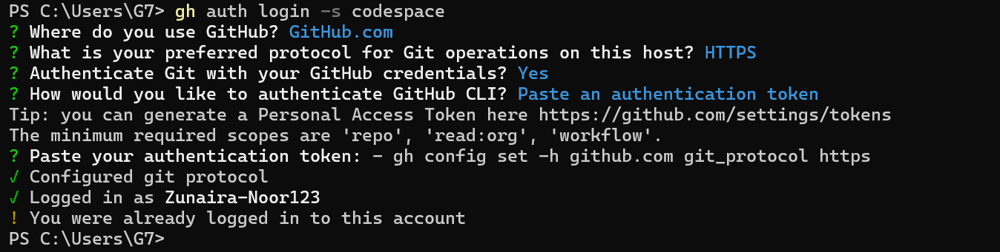 PS C:\Users\G7> gh auth login -s codespace
? Where do you use GitHub? GitHub.com
? What is your preferred protocol for Git operations on this host? HTTPS
? Authenticate Git with your GitHub credentials? Yes
? How would you like to authenticate GitHub CLI? Paste an authentication token
Tip: you can generate a Personal Access Token here https://github.com/settings/tokens
The minimum required scopes are 'repo', 'read:org', 'workflow'.
? Paste your authentication token: - gh config set -h github.com git_protocol https
✓ Configured git protocol
✓ Logged in as Zunaira-Noor123
! You were already logged in to this account
PS C:\Users\G7>